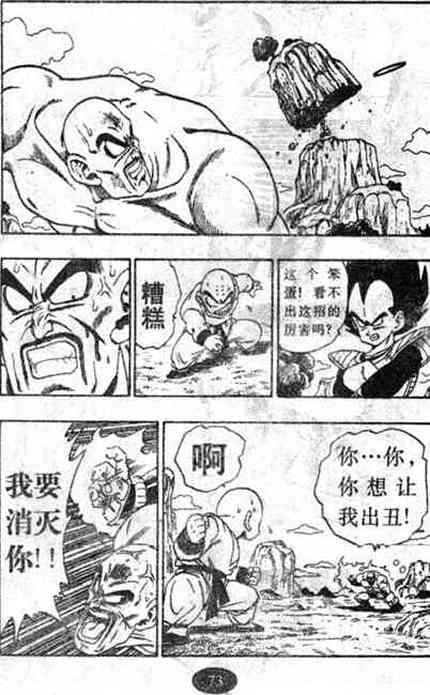 这个笨
蛋！看不
出这招的
厉害吗？
糟糕
你…你，
你想让
我出丑！
啊
我要
消灭
你！！
73